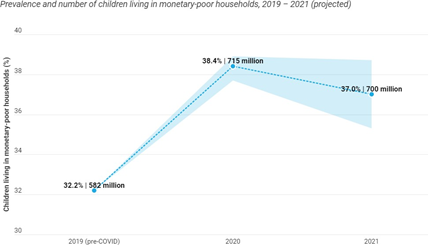 Prevalence and number of children living in monetary-poor households, 2019 – 2021 (projected)
Children living in monetary-poor households (%)
40
38
36
34
32
30
32.2% | 582 million
38.4% | 715 million
37.0% | 700 million
2019 (pre-COVID)
2020
2021